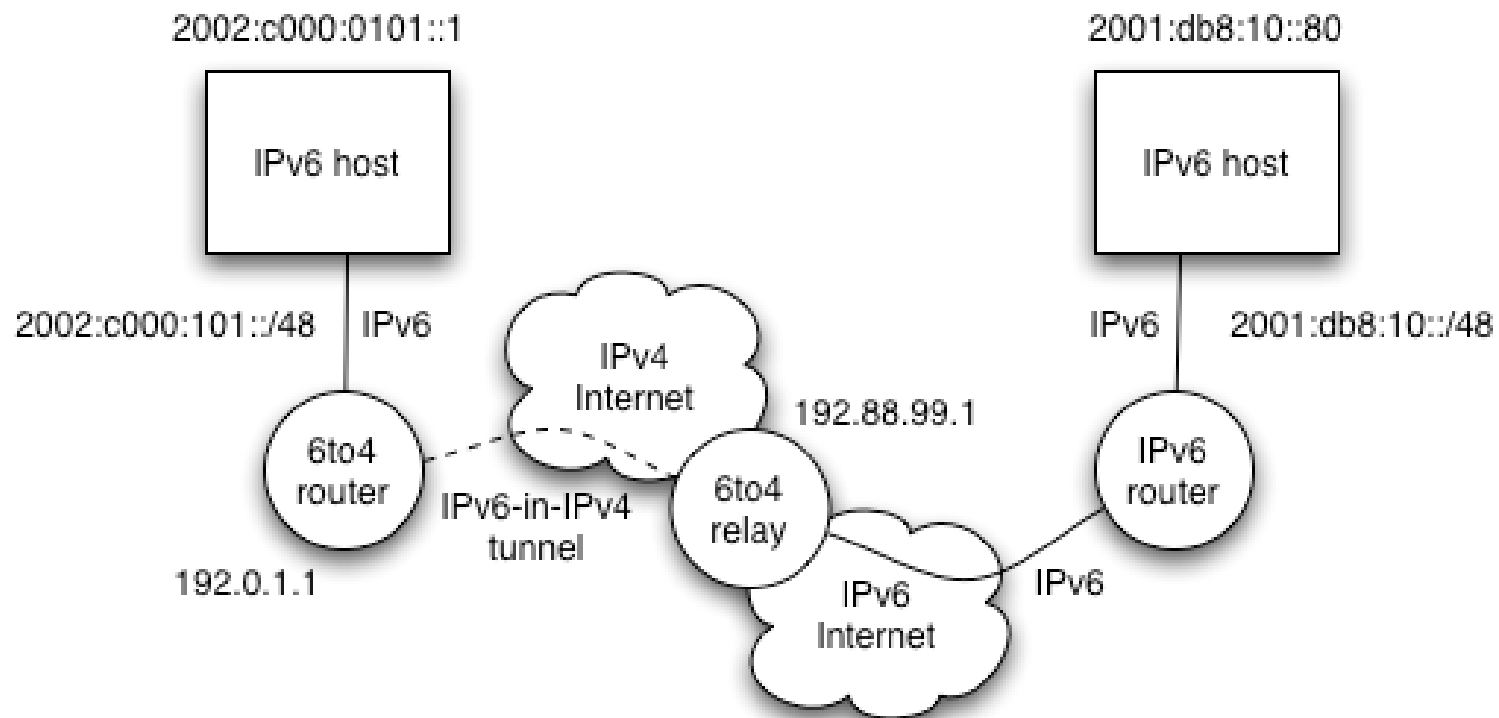 2002:c000:0101::1
2001:db8:10::80
IPv6 host
IPv6 host
2002:c000:101::/48
IPv6
IPv6
2001:db8:10::/48
IPv4
Internet
192.88.99.1
6to4
router
IPv6
router
IPv6-in-IPv4
tunnel
6to4
relay
192.0.1.1
IPv6
IPv6
Internet